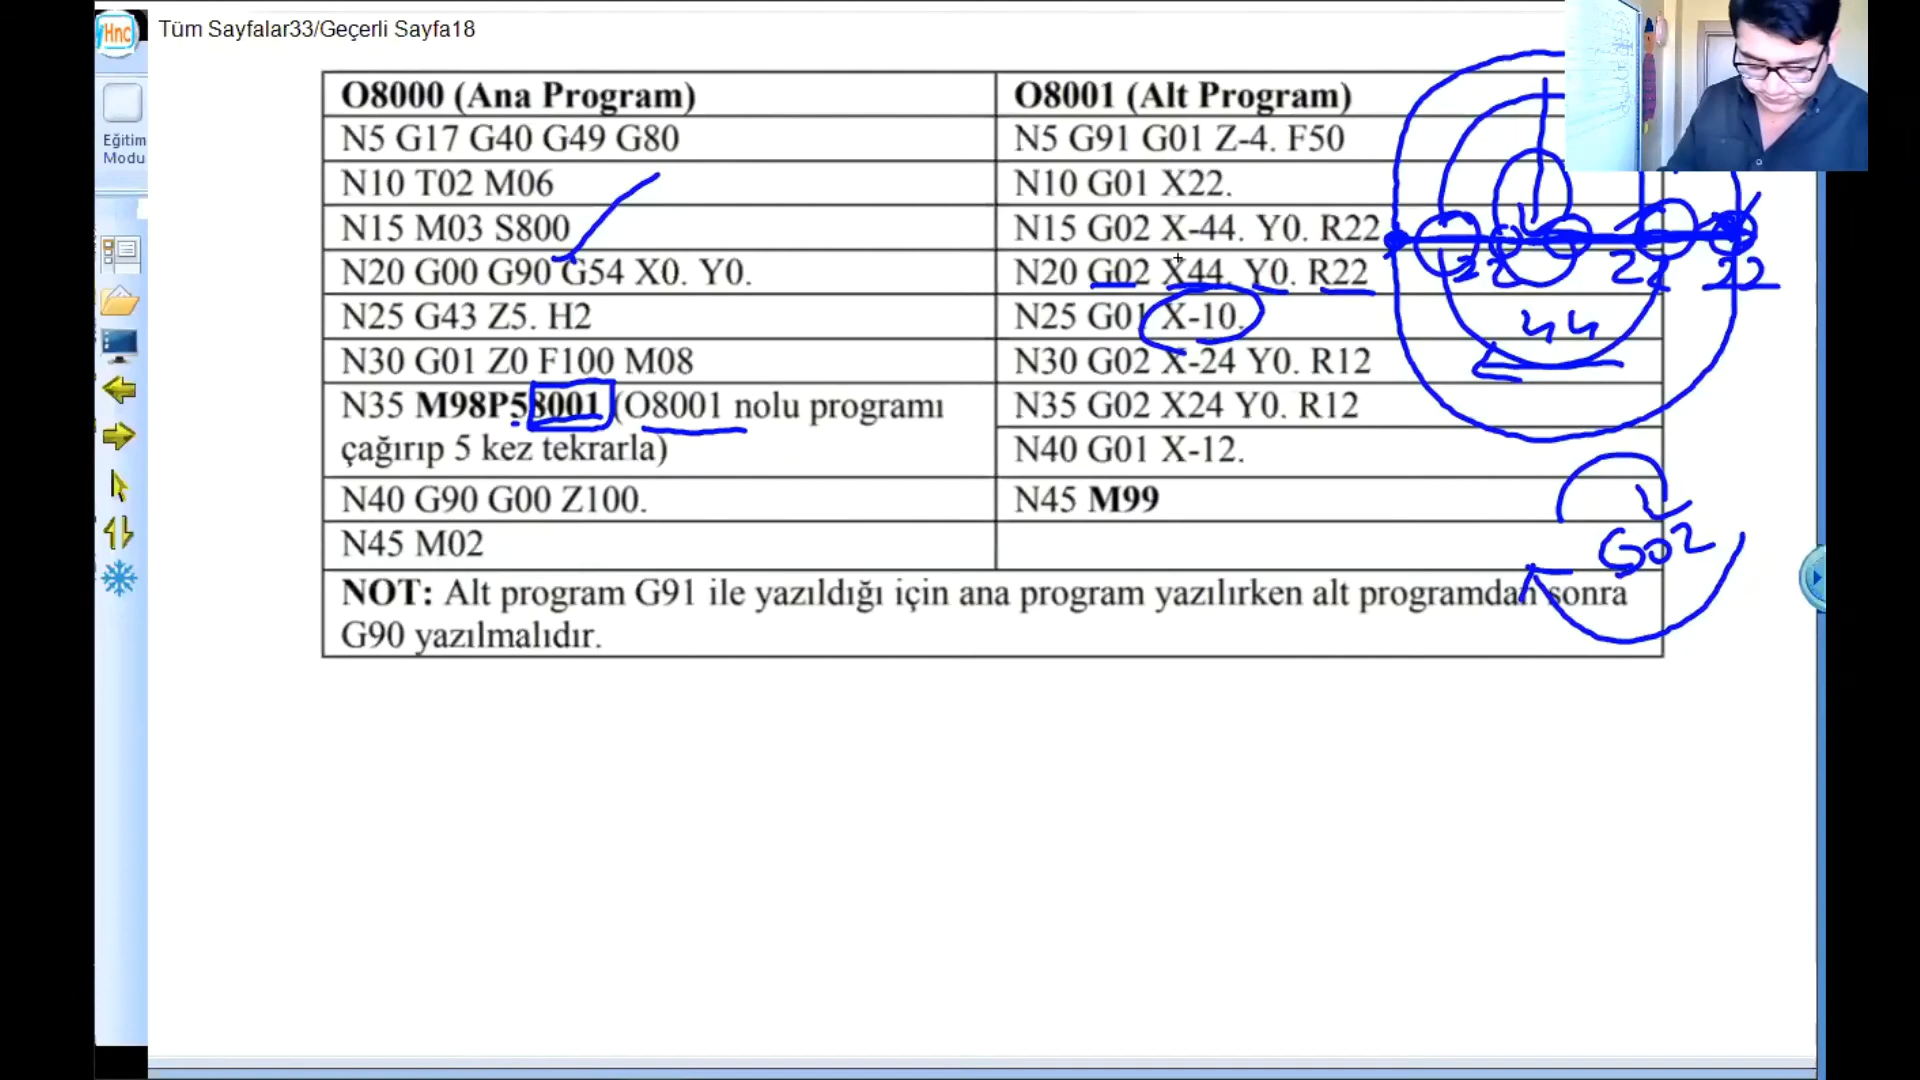 Hnc
Tüm Sayfalar33/Geçerli Sayfa18
Eğitim
Modu
O8000 (Ana Program)
N5 G17 G40 G49 G80
N10 T02 M06
N15 M03 S800
N20 G00 G90 G54 X0. Y0.
N25 G43 Z5. H2
N30 G01 Z0 F100 M08
N35 M98P58001 (O8001 nolu programı
çağırıp 5 kez tekrarla)
N40 G90 G00 Z100.
N45 M02
O8001 (Alt Program)
N5 G91 G01 Z-4. F50
N10 G01 X22.
N15 G02 X-44. Y0. R22
N20 G02 X44. Y0. R22
N25 G01 X-10.
N30 G02 X-24 Y0. R12
N35 G02 X24 Y0. R12
N40 G01 X-12.
N45 M99
NOT: Alt program G91 ile yazıldığı için ana program yazılırken alt programdan sonra
G90 yazılmalıdır.
22
22
22
44
G02